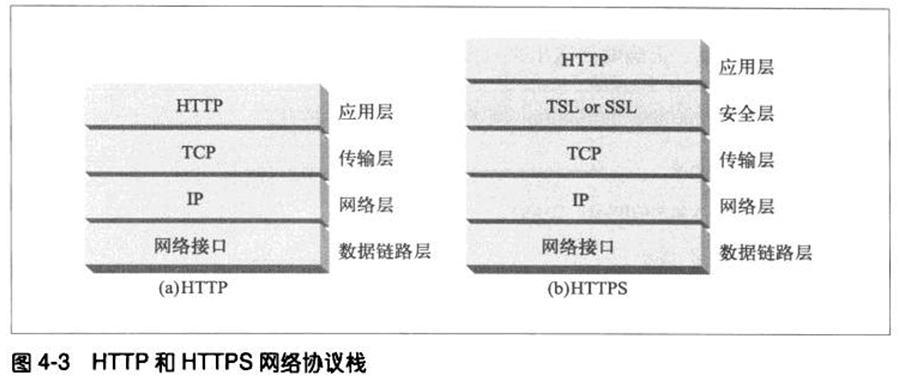 HTTP 应用层
TCP 传输层
IP 网络层
网络接口 数据链路层
(a)HTTP
HTTP 应用层
TSL or SSL 安全层
TCP 传输层
IP 网络层
网络接口 数据链路层
(b)HTTPS
图 4-3 HTTP 和 HTTPS 网络协议栈